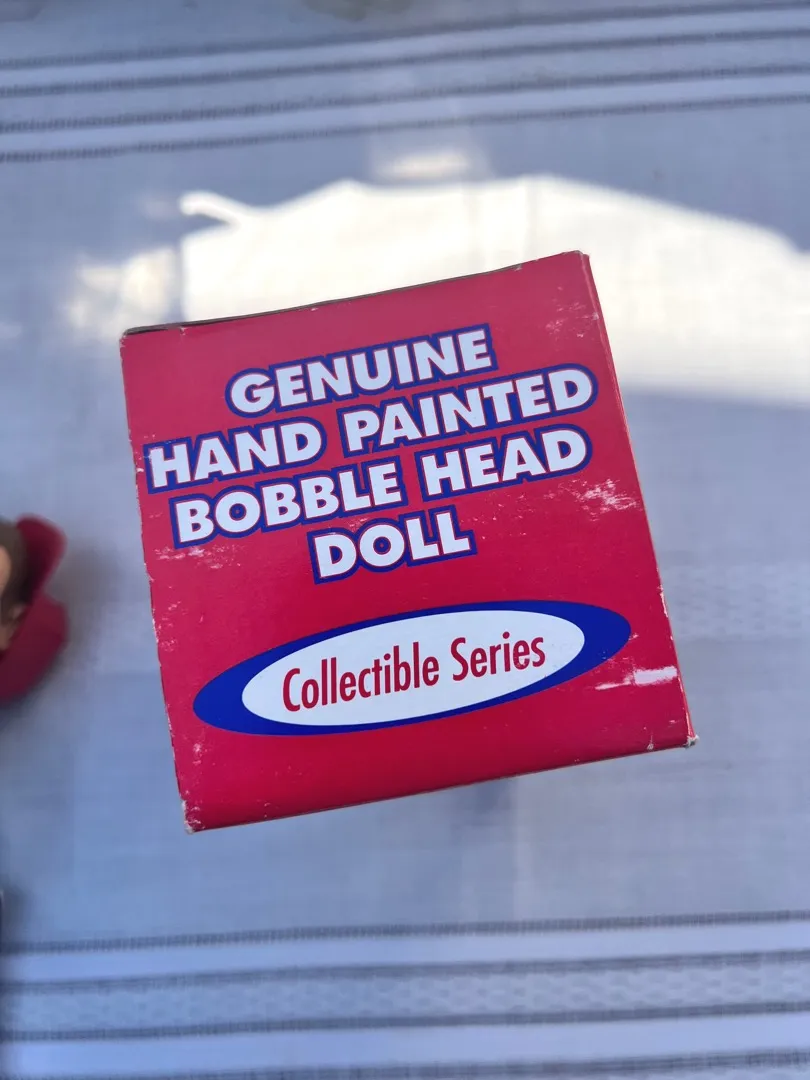 GENUINE
HAND PAINTED
BOBBLE HEAD
DOLL
Collectible Series